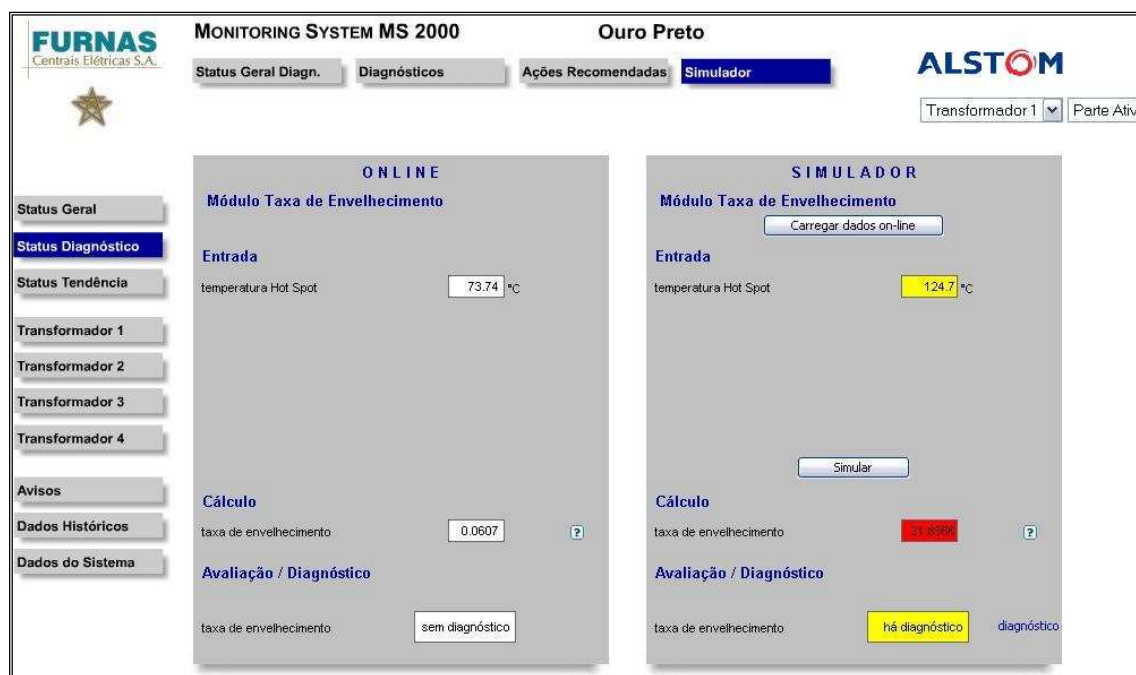 FURNAS
Centrais Elétricas S.A.
MONITORING SYSTEM MS 2000
Ouro Preto
Status Geral Diagn.
Diagnósticos
Ações Recomendadas
Simulador
ALSTOM
Transformador 1
Parte Ativ
Status Geral
Status Diagnóstico
Status Tendência
Transformador 1
Transformador 2
Transformador 3
Transformador 4
Avisos
Dados Históricos
Dados do Sistema
ONLINE
Módulo Taxa de Envelhecimento
Entrada
temperatura Hot Spot 73.74 °C
Cálculo
taxa de envelhecimento 0.0607 ?
Avaliação / Diagnóstico
taxa de envelhecimento sem diagnóstico
SIMULADOR
Módulo Taxa de Envelhecimento
Carregar dados on-line
Entrada
temperatura Hot Spot 124.7 °C
Simular
Cálculo
taxa de envelhecimento ?
Avaliação / Diagnóstico
taxa de envelhecimento há diagnóstico diagnóstico